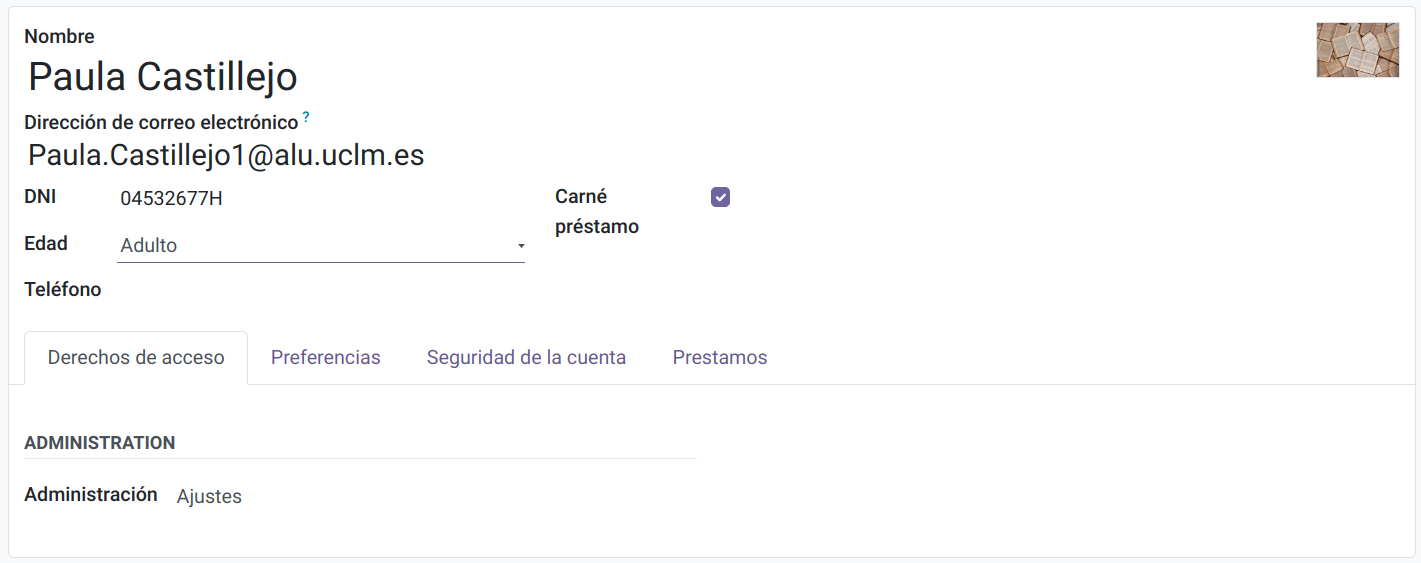 Nombre
Paula Castillejo
Dirección de correo electrónico ?
Paula.Castillejo1@alu.uclm.es
DNI 04532677H
Carné préstamo
Edad Adulto
Teléfono
Derechos de acceso Preferencias Seguridad de la cuenta Prestamos
ADMINISTRATION
Administración Ajustes